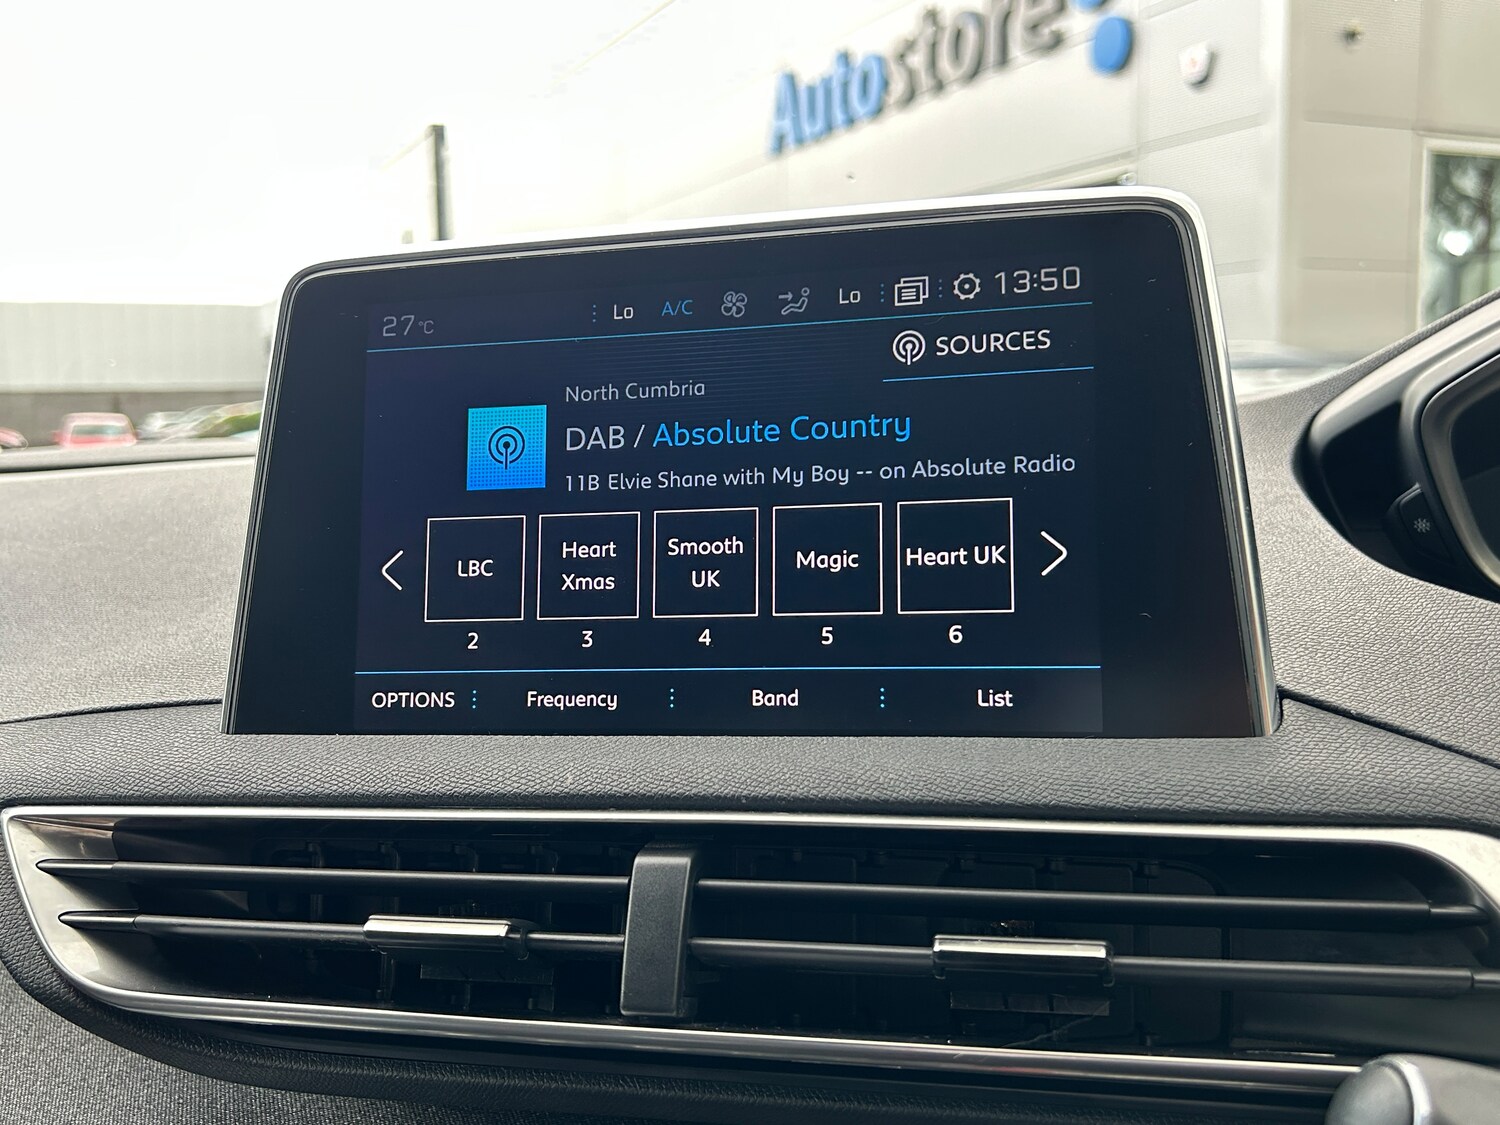 Autostore
27°C
Lo A/C Lo 13:50
SOURCES
North Cumbria
DAB / Absolute Country
11B Elvie Shane with My Boy -- on Absolute Radio
LBC
Heart
Xmas
Smooth
UK
Magic
Heart UK
2 3 4 5 6
OPTIONS Frequency Band List